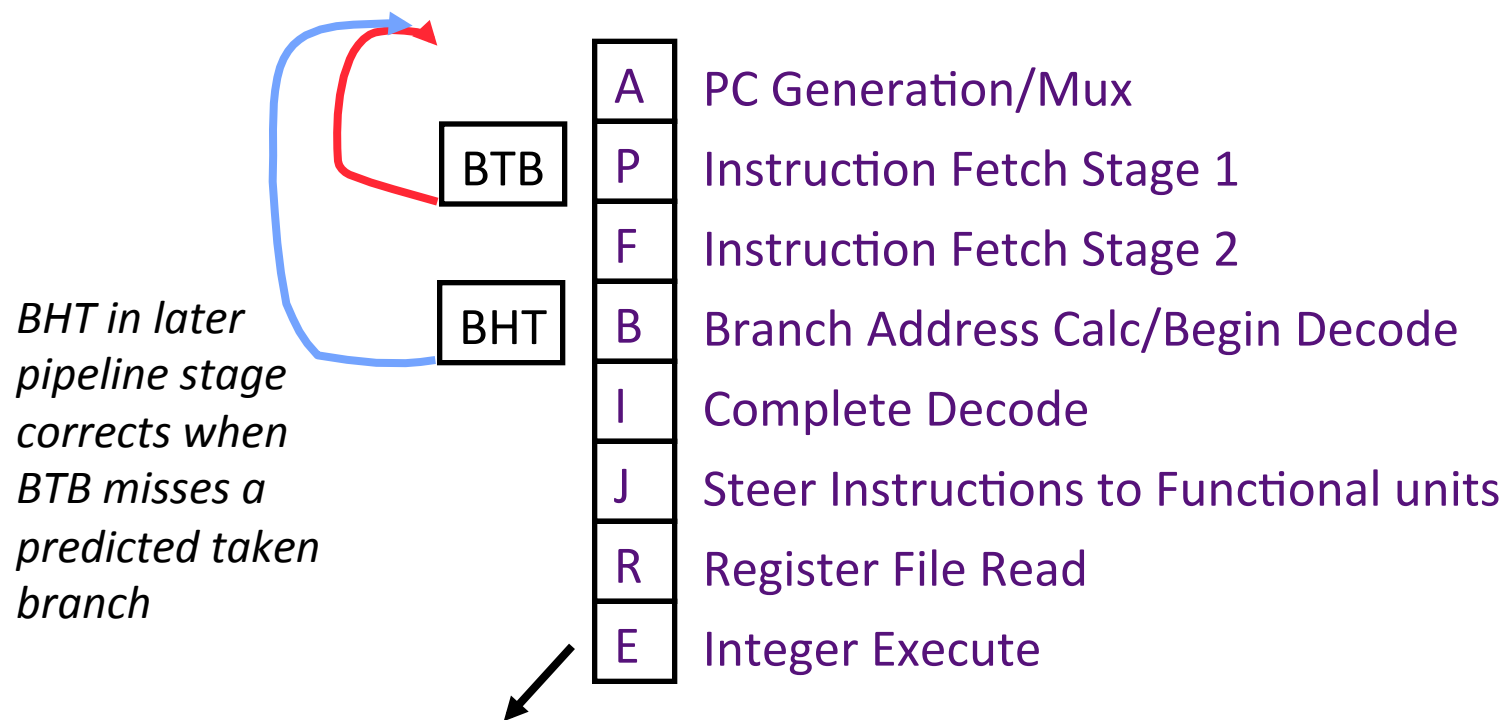 A PC Generation/Mux
BTB P Instruction Fetch Stage 1
F Instruction Fetch Stage 2
BHT B Branch Address Calc/Begin Decode
I Complete Decode
J Steer Instructions to Functional units
R Register File Read
E Integer Execute
BHT in later
pipeline stage
corrects when
BTB misses a
predicted taken
branch